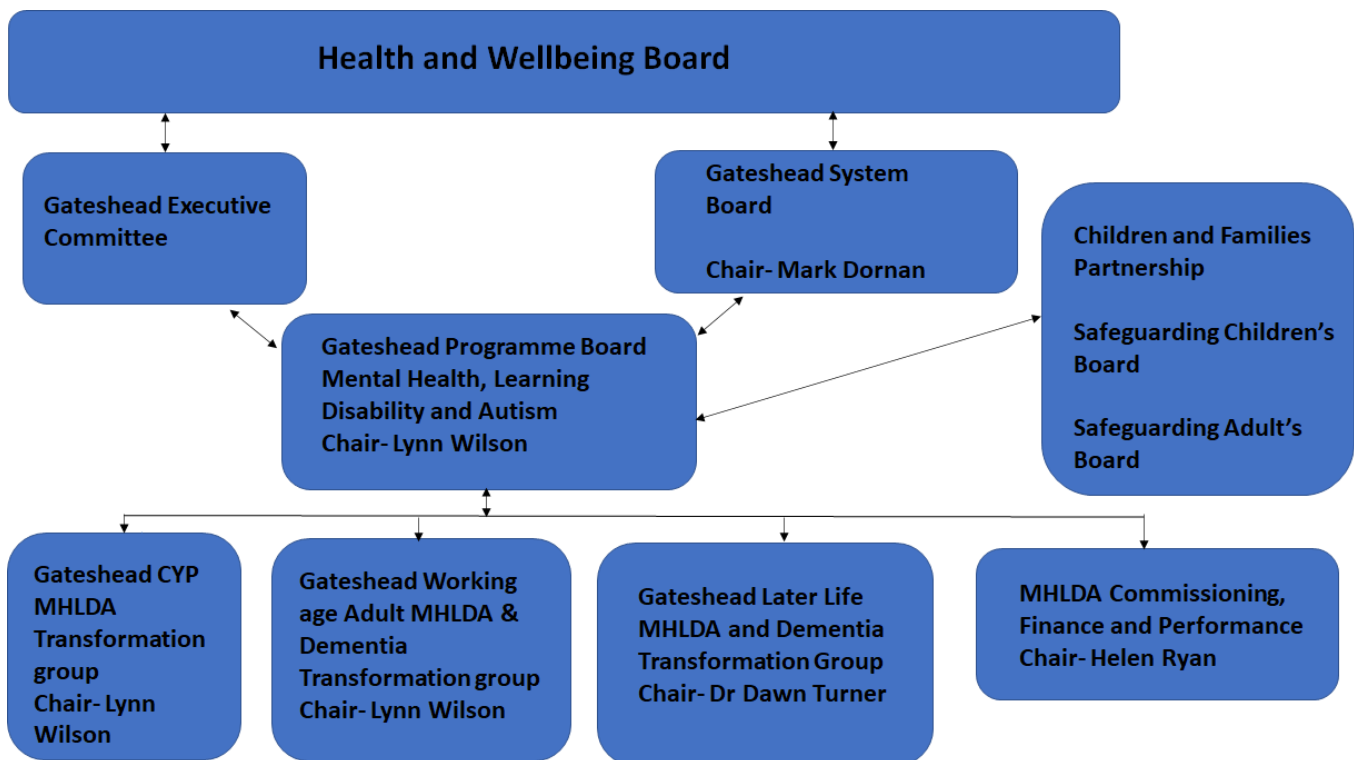 Health and Wellbeing Board
Gateshead Executive
Committee
Gateshead System
Board
Chair- Mark Dornan
Children and Families
Partnership
Safeguarding Children’s
Board
Safeguarding Adult’s
Board
Gateshead Programme Board
Mental Health, Learning
Disability and Autism
Chair- Lynn Wilson
Gateshead CYP
MHLDA
Transformation
group
Chair- Lynn
Wilson
Gateshead Working
age Adult MHLDA &
Dementia
Transformation group
Chair- Lynn Wilson
Gateshead Later Life
MHLDA and Dementia
Transformation Group
Chair- Dr Dawn Turner
MHLDA Commissioning,
Finance and Performance
Chair- Helen Ryan